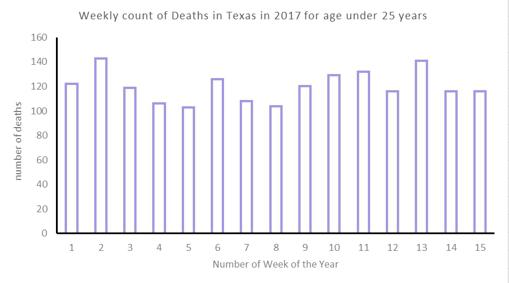 Weekly count of Deaths in Texas in 2017 for age under 25 years
number of deaths
160
140
120
100
80
60
40
20
0
1 2 3 4 5 6 7 8 9 10 11 12 13 14 15
Number of Week of the Year